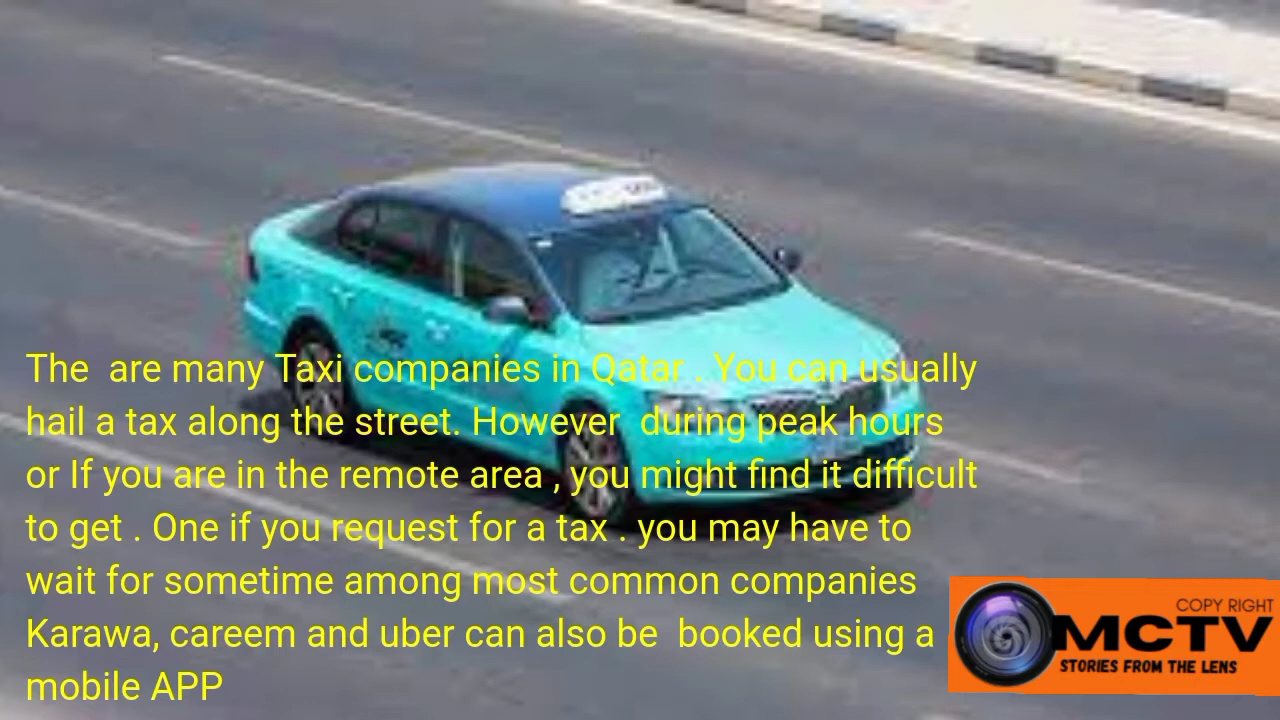 The are many Taxi companies in Qatar . You can usually
hail a tax along the street. However during peak hours
or If you are in the remote area , you might find it difficult
to get . One if you request for a tax . you may have to
wait for sometime among most common companies
Karawa, careem and uber can also be booked using a
mobile APP
COPY RIGHT
MCTV
STORIES FROM THE LENS